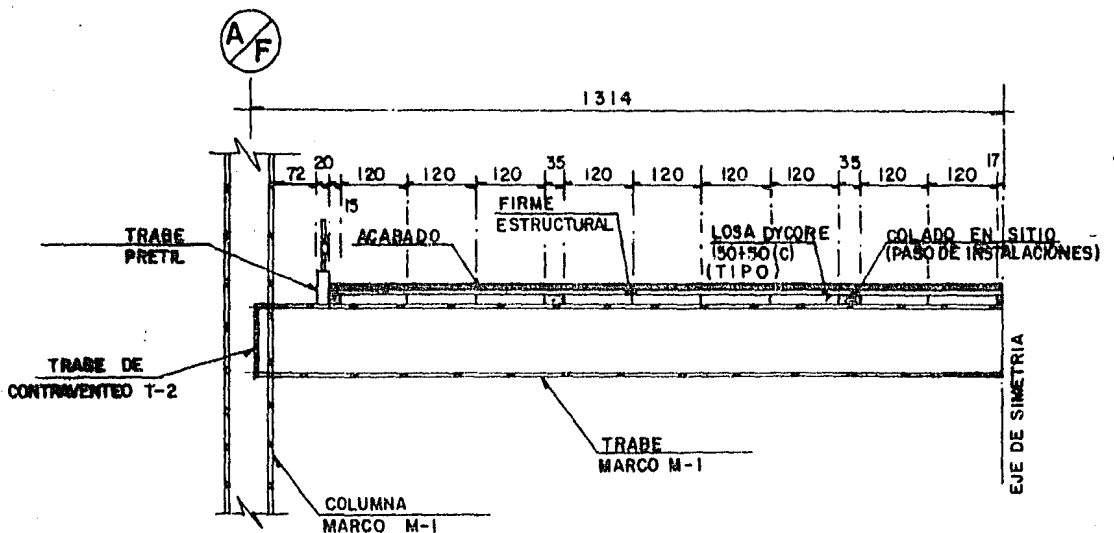 A/F
1314
72 20 15 120 120 120 35 120 120 120 120 35 120 120 17
TRABE
PRETIL
ACABADO
FIRME
ESTRUCTURAL
LOSA DYCORE
150+50 (C)
(TIPO)
COLADO EN SITIO
(PASO DE INSTALACIONES)
TRABE DE
CONTRAVENTEO T-2
TRABE
MARCO M-1
COLUMNA
MARCO M-1
EJE DE SIMETRIA